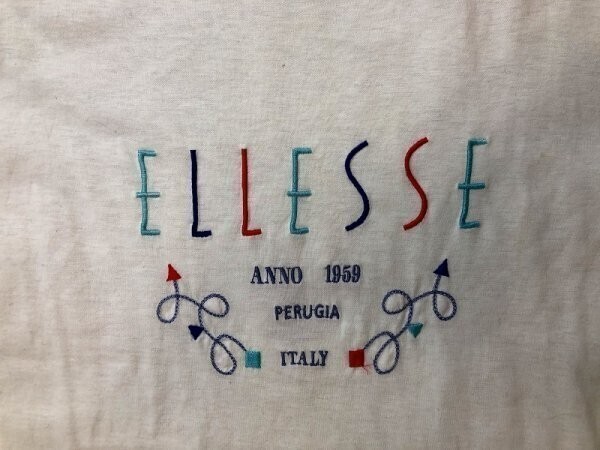 ELLESSE
ANNO 1959
PERUGIA
ITALY